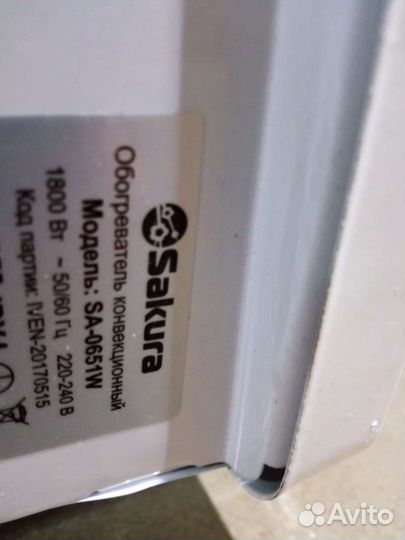 Sakura
Обогреватель конвекционный
Модель: SA-0651W
1800 Вт ~ 50/60 Гц 220-240 В
Код партии: IVEN-20170515
Avito